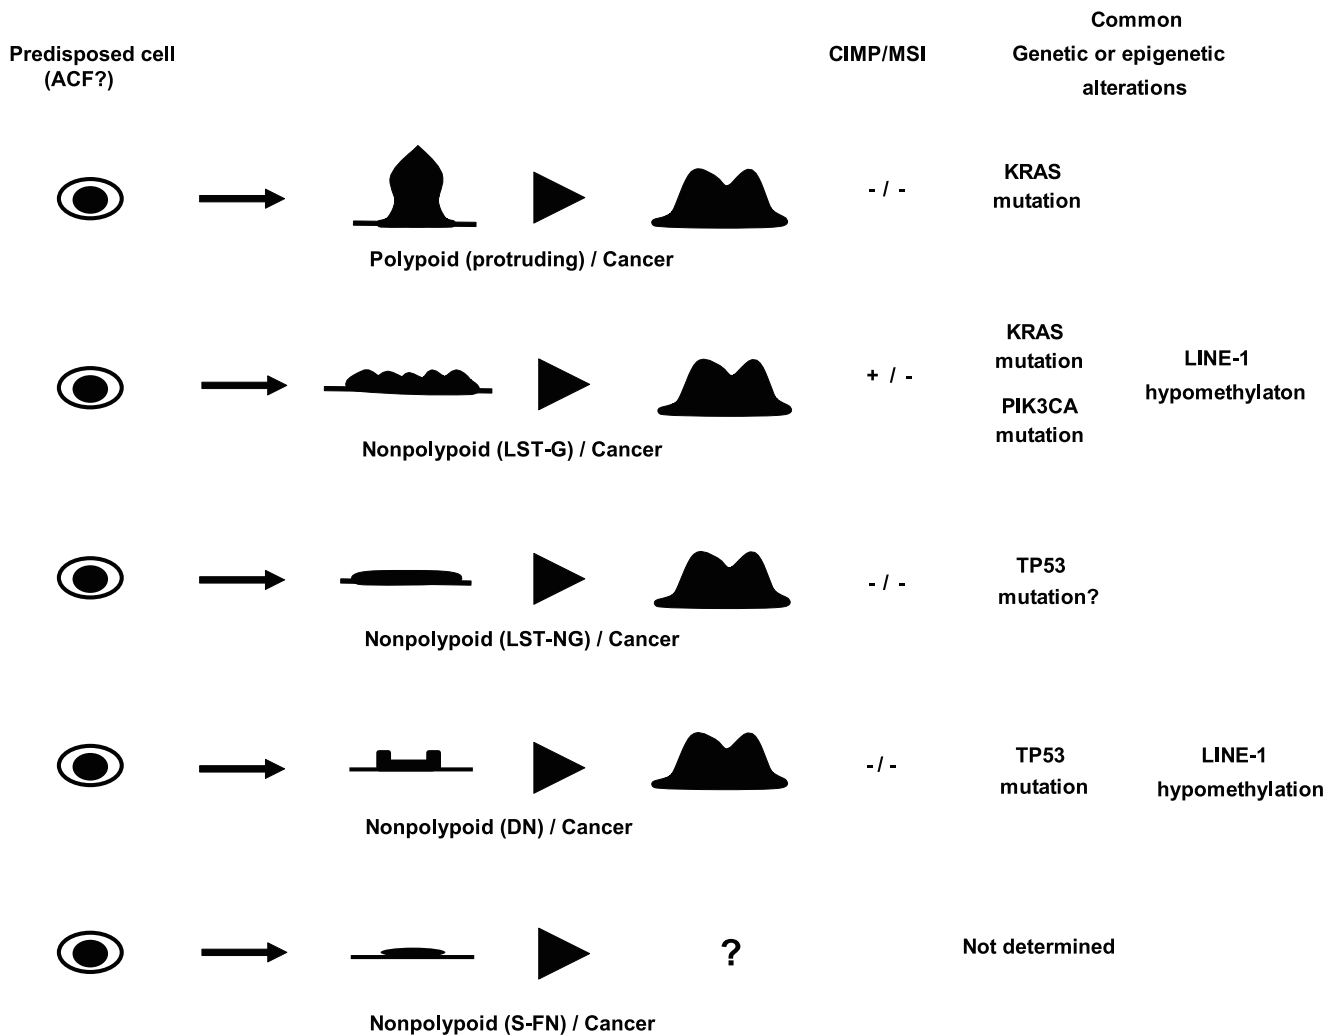 Common
Predisposed cell
(ACF?)
CIMP/MSI
Genetic or epigenetic
alterations
- / -
KRAS
mutation
Polypoid (protruding) / Cancer
+ / -
KRAS
mutation
PIK3CA
mutation
LINE-1
hypomethylaton
Nonpolypoid (LST-G) / Cancer
- / -
TP53
mutation?
Nonpolypoid (LST-NG) / Cancer
- / -
TP53
mutation
LINE-1
hypomethylation
Nonpolypoid (DN) / Cancer
?
Not determined
Nonpolypoid (S-FN) / Cancer